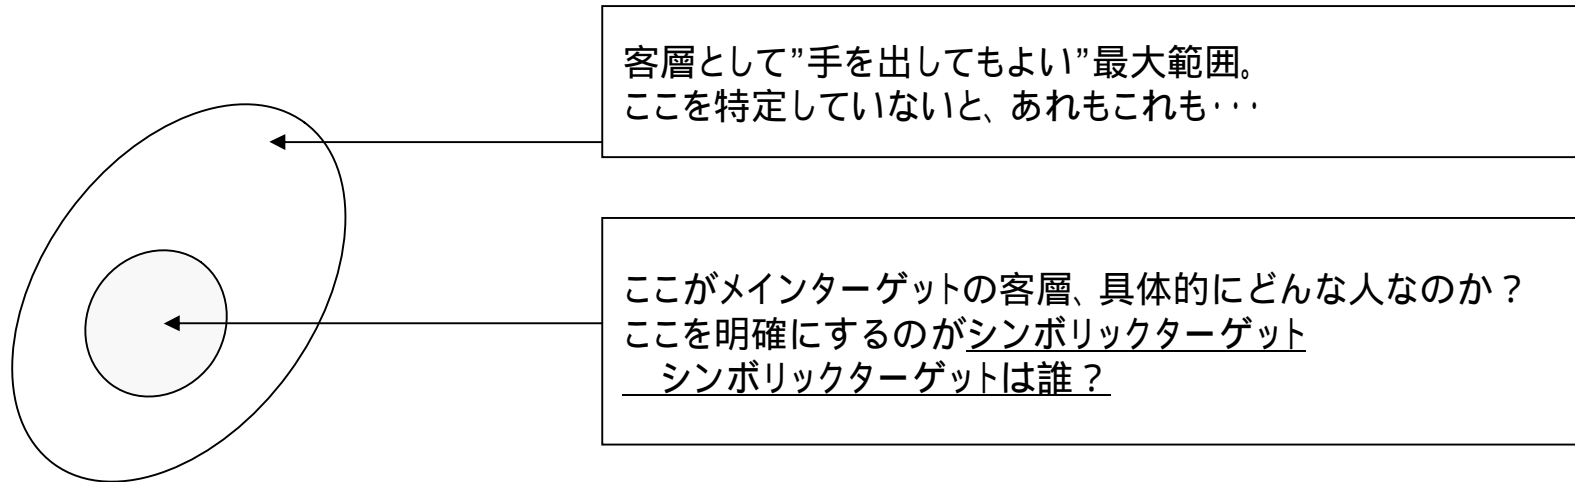 客層として”手を出してもよい”最大範囲。
ここを特定していないと、あれもこれも・・・
ここがメインターゲットの客層、具体的にどんな人なのか？
ここを明確にするのがシンボリックターゲット
シンボリックターゲットは誰？